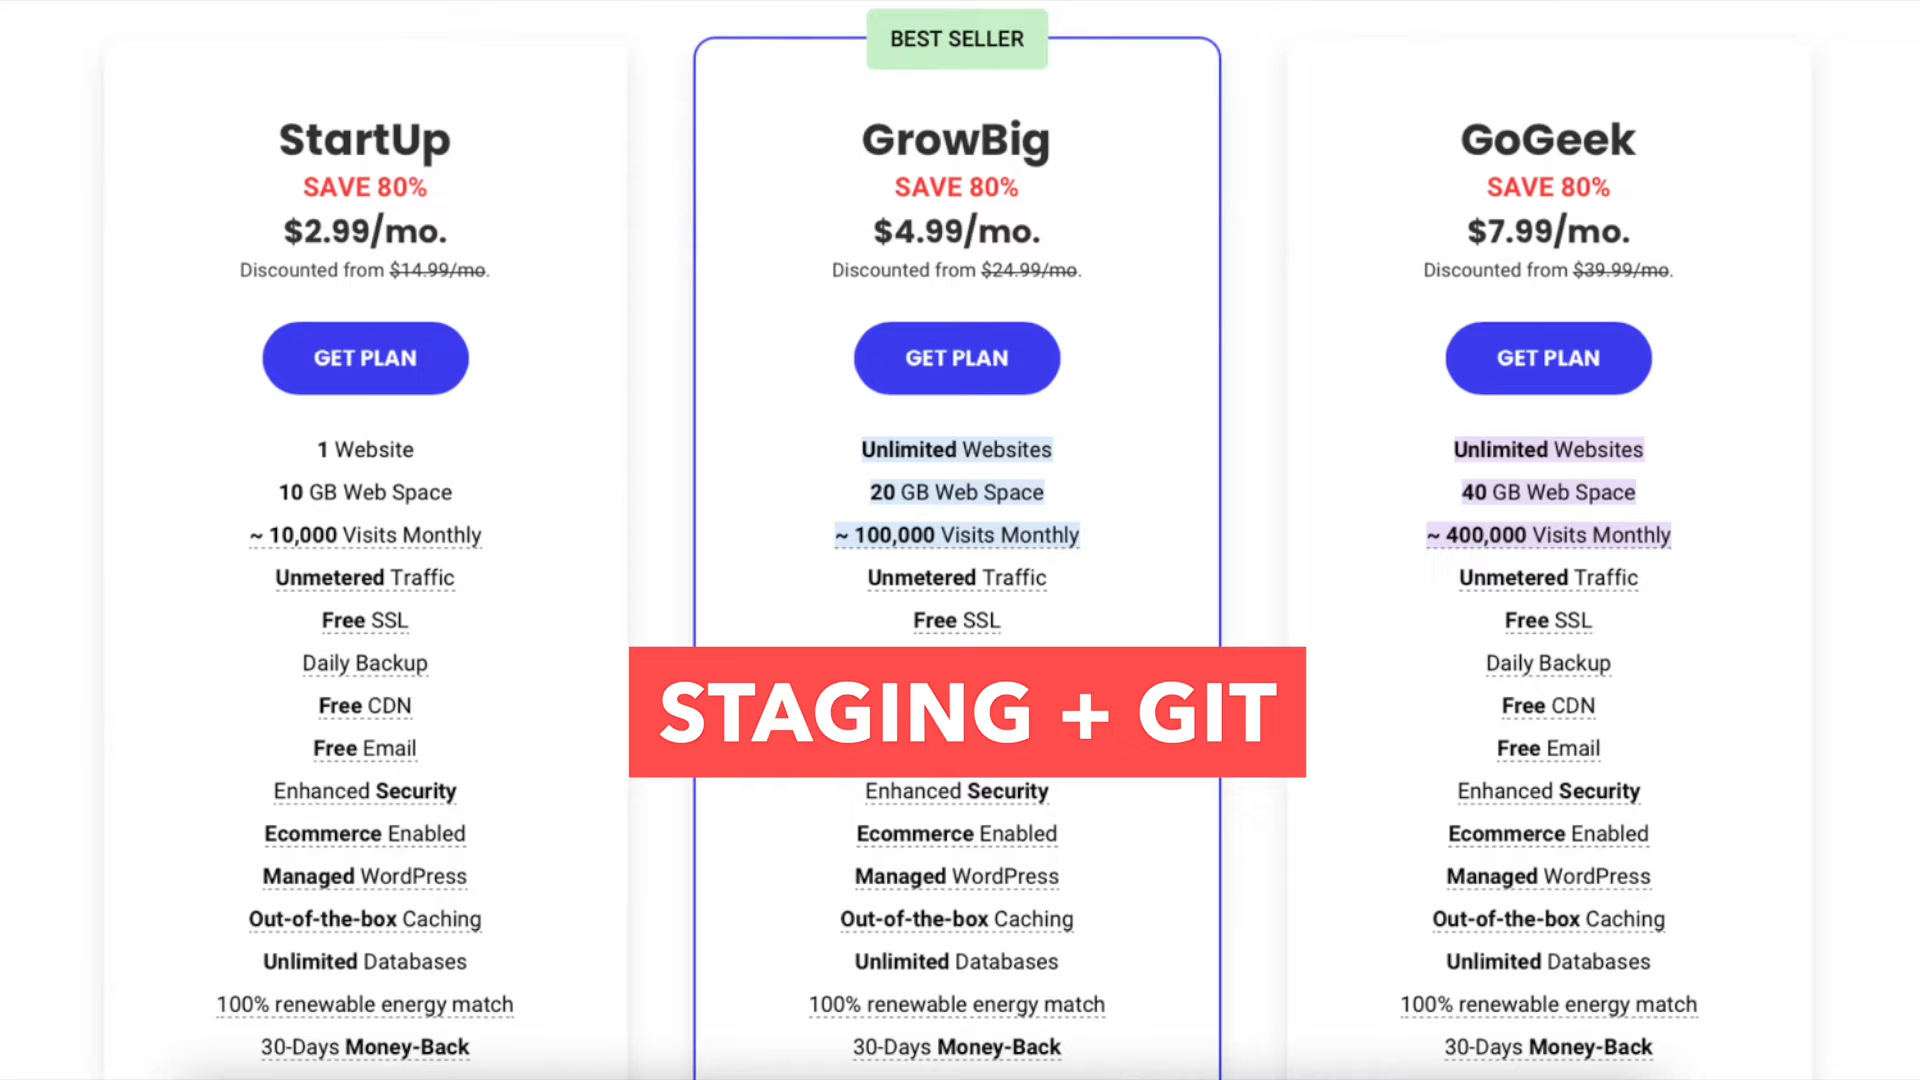 BEST SELLER
StartUp
SAVE 80%
$2.99/mo.
Discounted from $14.99/mo.
GET PLAN
1 Website
10 GB Web Space
~ 10,000 Visits Monthly
Unmetered Traffic
Free SSL
Daily Backup
Free CDN
Free Email
Enhanced Security
Ecommerce Enabled
Managed WordPress
Out-of-the-box Caching
Unlimited Databases
100% renewable energy match
30-Days Money-Back
GrowBig
SAVE 80%
$4.99/mo.
Discounted from $24.99/mo.
GET PLAN
Unlimited Websites
20 GB Web Space
~ 100,000 Visits Monthly
Unmetered Traffic
Free SSL
STAGING + GIT
Enhanced Security
Ecommerce Enabled
Managed WordPress
Out-of-the-box Caching
Unlimited Databases
100% renewable energy match
30-Days Money-Back
GoGeek
SAVE 80%
$7.99/mo.
Discounted from $39.99/mo.
GET PLAN
Unlimited Websites
40 GB Web Space
~ 400,000 Visits Monthly
Unmetered Traffic
Free SSL
Daily Backup
Free CDN
Free Email
Enhanced Security
Ecommerce Enabled
Managed WordPress
Out-of-the-box Caching
Unlimited Databases
100% renewable energy match
30-Days Money-Back